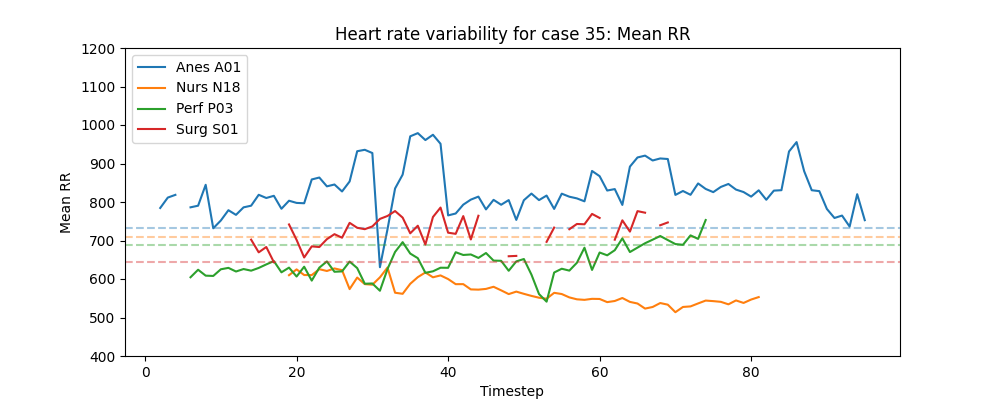 Heart rate variability for case 35: Mean RR
1200
1100
1000
900
800
700
600
500
400
Mean RR
Anes A01
Nurs N18
Perf P03
Surg S01
0
20
40
60
80
Timestep